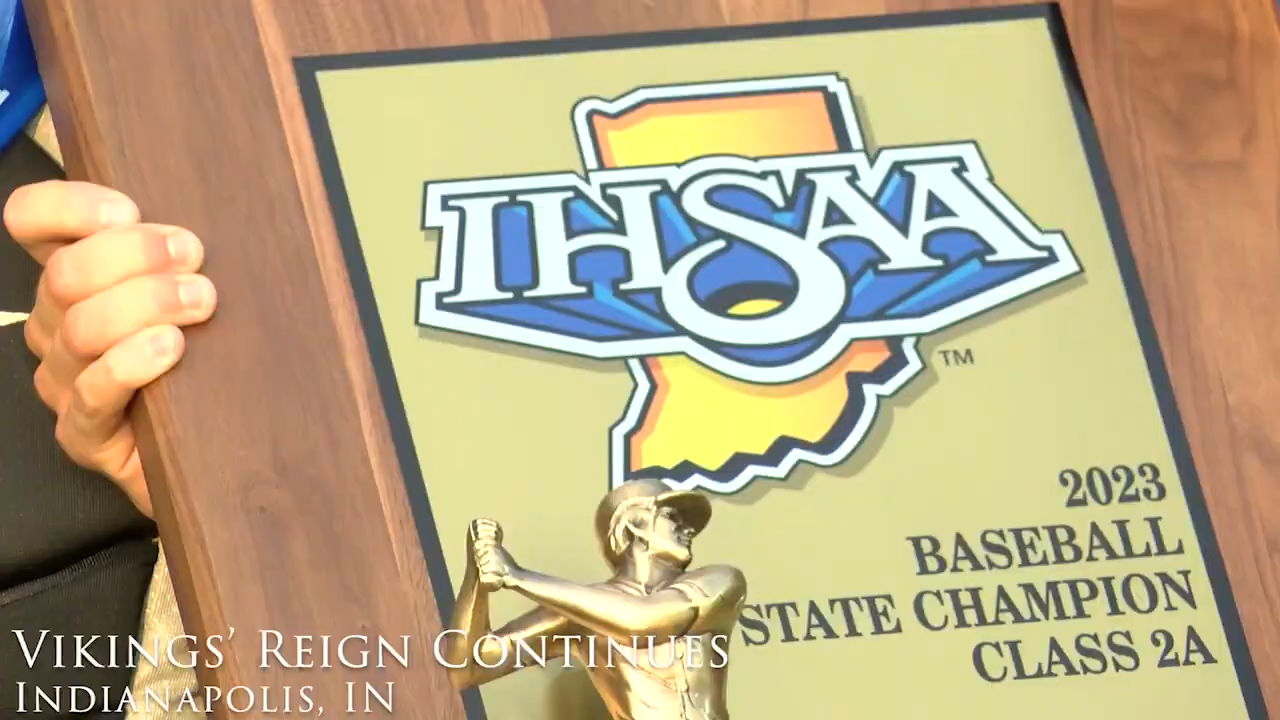 IHSAA
TM
2023
BASEBALL
STATE CHAMPION
CLASS 2A
VIKINGS' REIGN CONTINUES
INDIANAPOLIS, IN